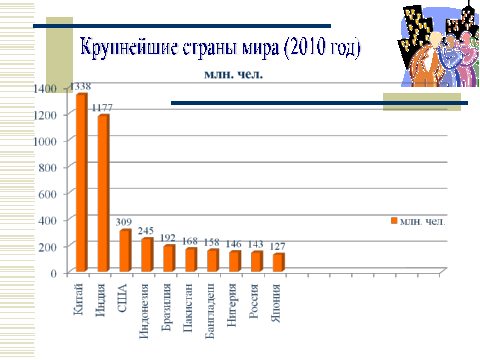 Крупнейшие страны мира (2010 год)
млн. чел.
1400
1200
1000
800
600
400
200
0
1338
1177
309
245
192
168
158
146
143
127
млн. чел.
Китай
Индия
США
Индонезия
Бразилия
Пакистан
Бангладеш
Нигерия
Россия
Япония